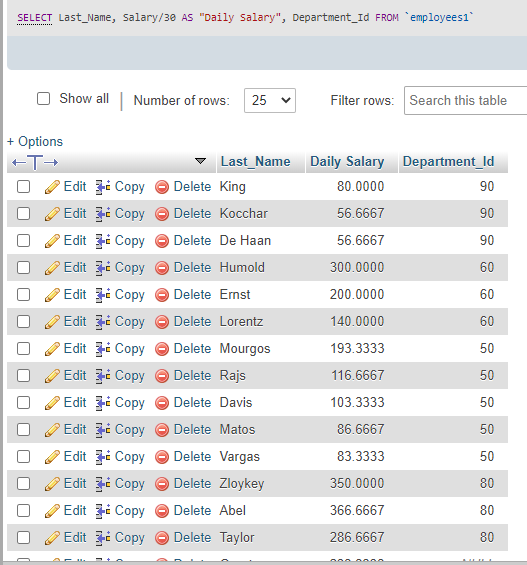 SELECT Last_Name, Salary/30 AS "Daily Salary", Department_Id FROM `employees1`
Show all | Number of rows: 25 Filter rows: Search this table
+ Options
←T→ Last_Name Daily Salary Department_Id
Edit Copy Delete King 80.0000 90
Edit Copy Delete Kocchar 56.6667 90
Edit Copy Delete De Haan 56.6667 90
Edit Copy Delete Humold 300.0000 60
Edit Copy Delete Ernst 200.0000 60
Edit Copy Delete Lorentz 140.0000 60
Edit Copy Delete Mourgos 193.3333 50
Edit Copy Delete Rajs 116.6667 50
Edit Copy Delete Davis 103.3333 50
Edit Copy Delete Matos 86.6667 50
Edit Copy Delete Vargas 83.3333 50
Edit Copy Delete Zloykey 350.0000 80
Edit Copy Delete Abel 366.6667 80
Edit Copy Delete Taylor 286.6667 80